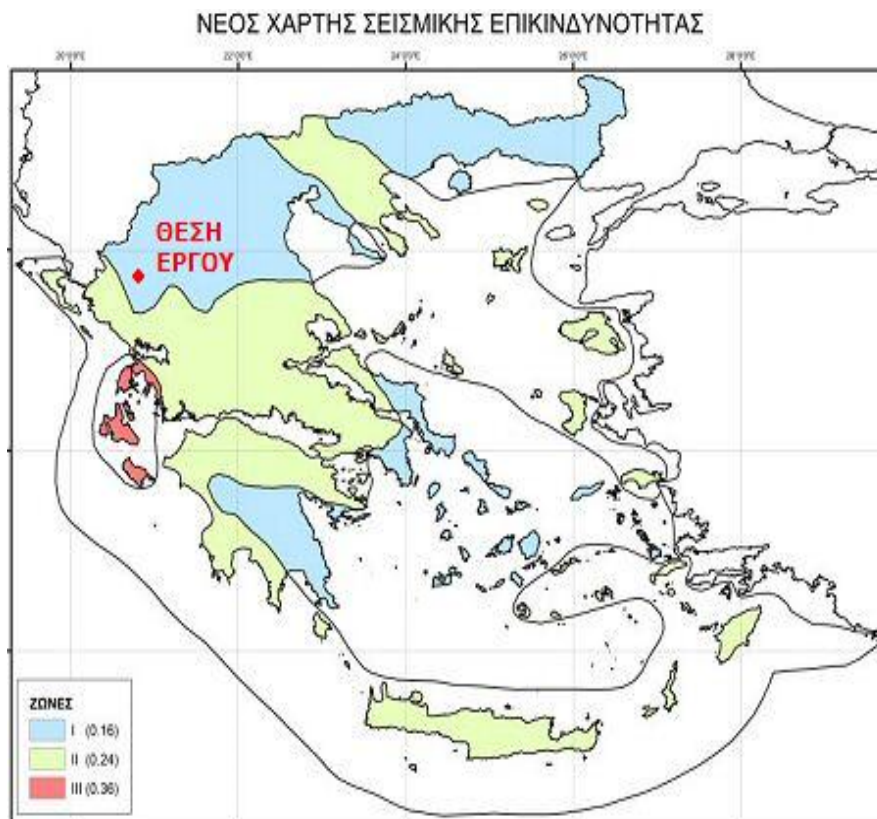 ΝΕΟΣ ΧΑΡΤΗΣ ΣΕΙΣΜΙΚΗΣ ΕΠΙΚΙΝΔΥΝΟΤΗΤΑΣ
ΘΕΣΗ
ΕΡΓΟΥ
ΖΩΝΕΣ
I (0.16)
II (0.24)
III (0.36)